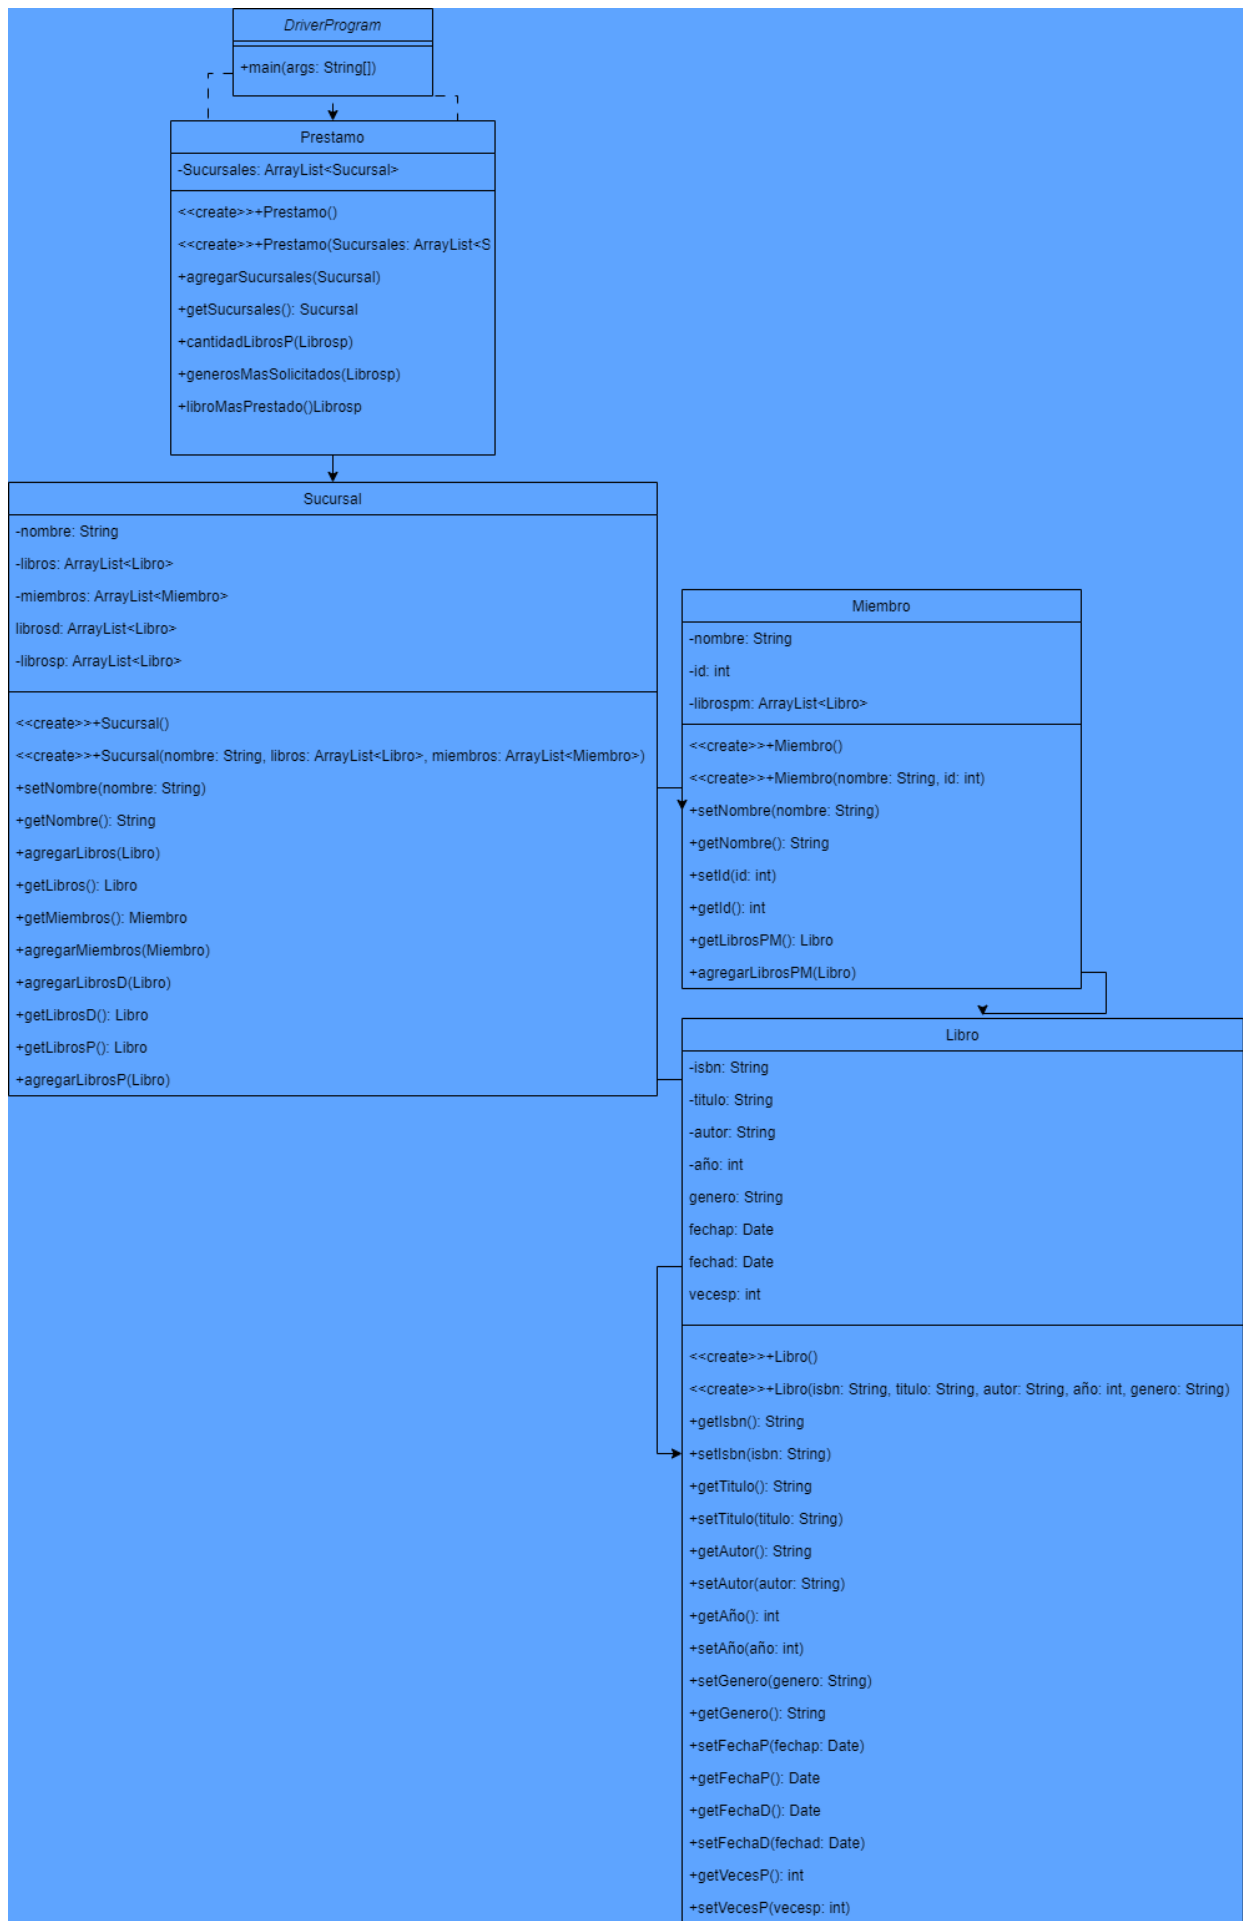 DriverProgram
+main(args: String[])
Prestamo
-Sucursales: ArrayList<Sucursal>
<<create>>+Prestamo()
<<create>>+Prestamo(Sucursales: ArrayList<S
+agregarSucursales(Sucursal)
+getSucursales(): Sucursal
+cantidadLibrosP(Librosp)
+generosMasSolicitados(Librosp)
+libroMasPrestado()Librosp
Sucursal
-nombre: String
-libros: ArrayList<Libro>
-miembros: ArrayList<Miembro>
librosd: ArrayList<Libro>
-librosp: ArrayList<Libro>
<<create>>+Sucursal()
<<create>>+Sucursal(nombre: String, libros: ArrayList<Libro>, miembros: ArrayList<Miembro>)
+setNombre(nombre: String)
+getNombre(): String
+agregarLibros(Libro)
+getLibros(): Libro
+getMiembros(): Miembro
+agregarMiembros(Miembro)
+agregarLibrosD(Libro)
+getLibrosD(): Libro
+getLibrosP(): Libro
+agregarLibrosP(Libro)
Miembro
-nombre: String
-id: int
-librospm: ArrayList<Libro>
<<create>>+Miembro()
<<create>>+Miembro(nombre: String, id: int)
+setNombre(nombre: String)
+getNombre(): String
+setId(id: int)
+getId(): int
+getLibrosPM(): Libro
+agregarLibrosPM(Libro)
Libro
-isbn: String
-titulo: String
-autor: String
-año: int
genero: String
fechap: Date
fechad: Date
vecesp: int
<<create>>+Libro()
<<create>>+Libro(isbn: String, titulo: String, autor: String, año: int, genero: String)
+getIsbn(): String
+setIsbn(isbn: String)
+getTitulo(): String
+setTitulo(titulo: String)
+getAutor(): String
+setAutor(autor: String)
+getAño(): int
+setAño(año: int)
+setGenero(genero: String)
+getGenero(): String
+setFechaP(fechap: Date)
+getFechaP(): Date
+getFechaD(): Date
+setFechaD(fechad: Date)
+getVecesP(): int
+setVecesP(vecesp: int)